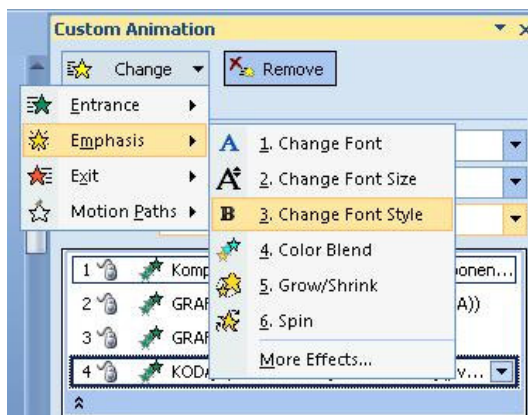 Custom Animation
Change
Remove
Entrance
Emphasis
Exit
Motion Paths
1. Change Font
2. Change Font Size
3. Change Font Style
4. Color Blend
5. Grow/Shrink
6. Spin
More Effects...
1 Komp ponen...
2 GRAF A))
3 GRAF
4 KODA v...